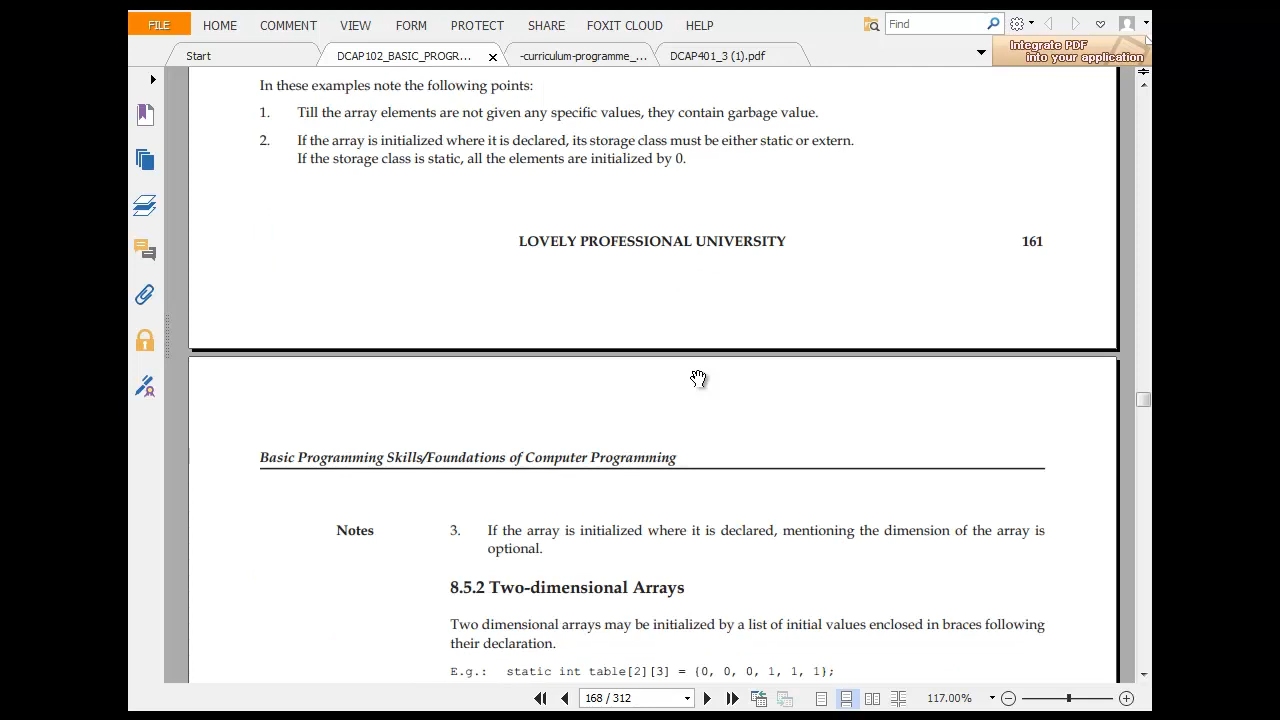 FILE HOME COMMENT VIEW FORM PROTECT SHARE FOXIT CLOUD HELP Find
Start DCAP102_BASIC_PROGR... -curriculum-programme_... DCAP401_3 (1).pdf Integrate PDF
into your application
In these examples note the following points:
1. Till the array elements are not given any specific values, they contain garbage value.
2. If the array is initialized where it is declared, its storage class must be either static or extern.
If the storage class is static, all the elements are initialized by 0.
LOVELY PROFESSIONAL UNIVERSITY 161
Basic Programming Skills/Foundations of Computer Programming
Notes 3. If the array is initialized where it is declared, mentioning the dimension of the array is
optional.
8.5.2 Two-dimensional Arrays
Two dimensional arrays may be initialized by a list of initial values enclosed in braces following
their declaration.
E.g.: static int table[2][3] = {0, 0, 0, 1, 1, 1};
168 / 312 117.00%